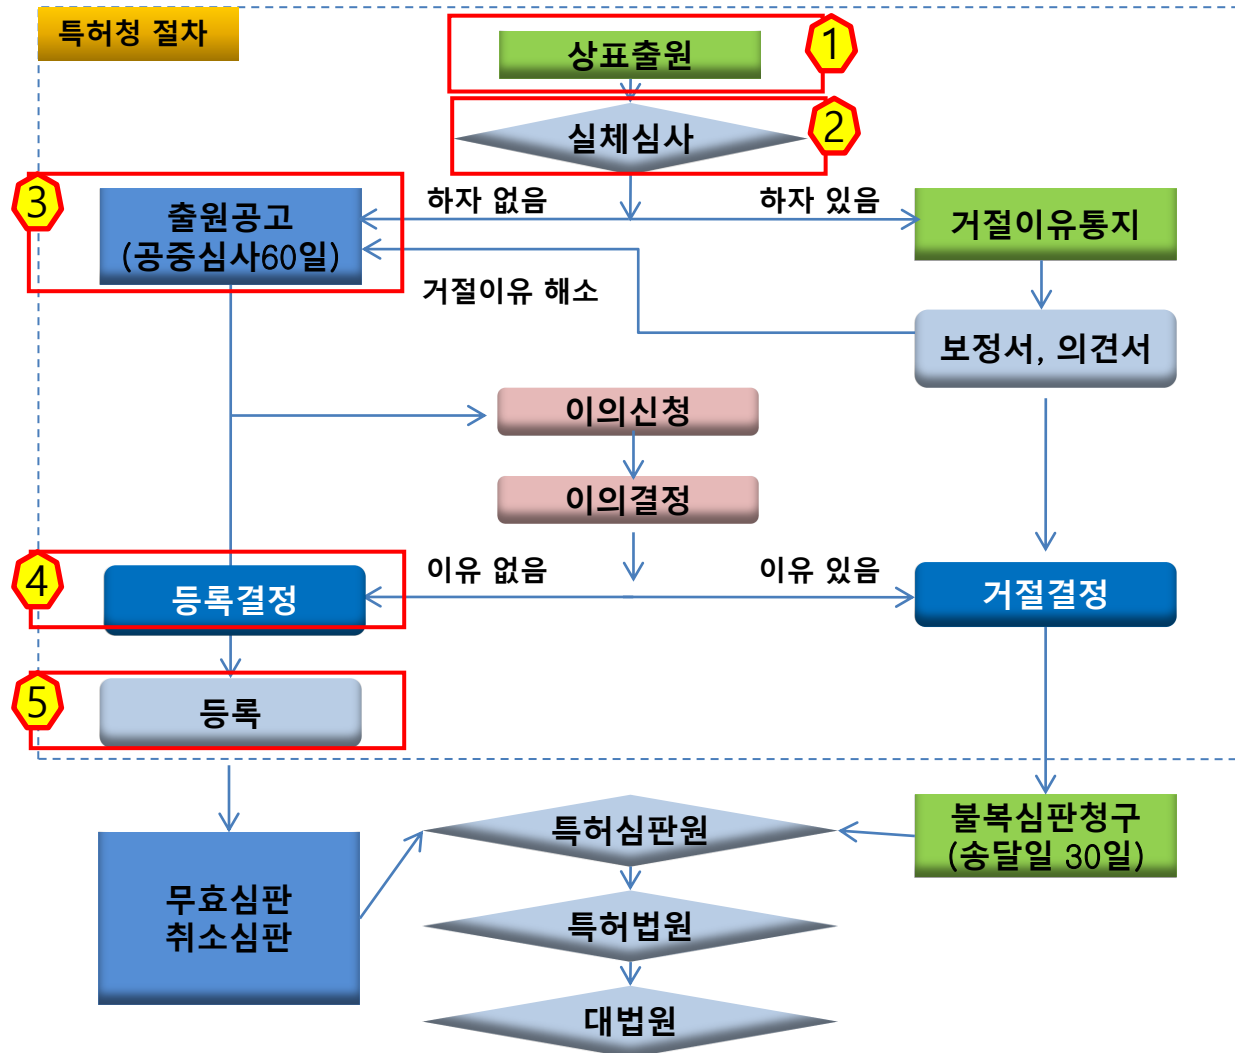 특허청 절차
상표출원
1
실체심사
2
하자 없음
하자 있음
3
출원공고
(공중심사60일)
거절이유통지
거절이유 해소
보정서, 의견서
이의신청
이의결정
이유 없음
이유 있음
4
등록결정
거절결정
5
등록
불복심판청구
(송달일 30일)
특허심판원
무효심판
취소심판
특허법원
대법원